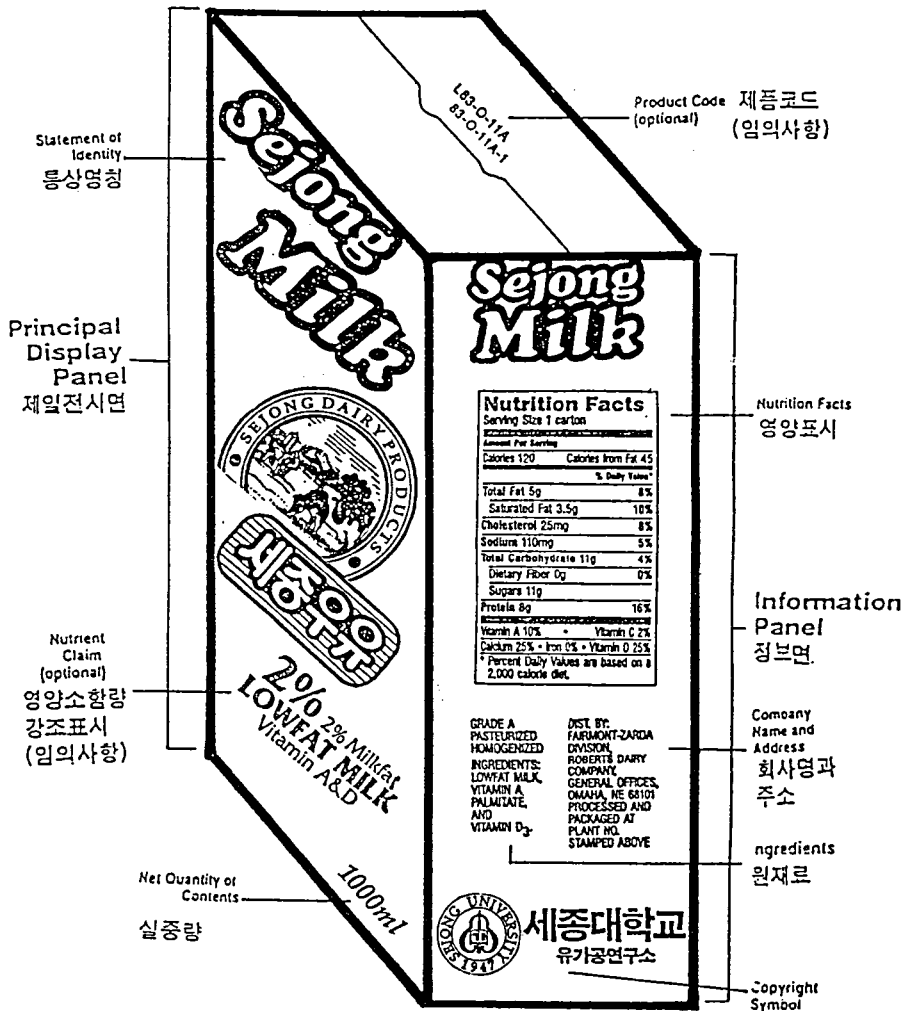 Statement of
Identity
통상명칭
Principal
Display
Panel
제일전시면
Nutrient
Claim
(optional)
영양소함량
강조표시
(임의사항)
Net Quantity of
Contents
실중량
L83-O-11A
83-O-11A-1
Product Code 제품코드
(optional) (임의사항)
Sejong
Milk
SEJONG DAIRY PRODUCTS
세종우유
2% 2% Milkfat
LOWFAT MILK
Vitamin A&D
1000ml
Sejong
Milk
Nutrition Facts
Serving Size 1 carton
Amount Per Serving
Calories 120 Calories from Fat 45
% Daily Value*
Total Fat 5g 8%
Saturated Fat 3.5g 10%
Cholesterol 25mg 8%
Sodium 110mg 5%
Total Carbohydrate 11g 4%
Dietary Fiber 0g 0%
Sugars 11g
Protein 8g 16%
Vitamin A 10% • Vitamin C 2%
Calcium 25% • Iron 0% • Vitamin D 25%
* Percent Daily Values are based on a
2,000 calorie diet.
GRADE A
PASTEURIZED
HOMOGENIZED
INGREDIENTS:
LOWFAT MILK,
VITAMIN A
PALMITATE,
AND
VITAMIN D3.
DIST. BY:
FAIRMONT-ZARDA
DIVISION,
ROBERTS DAIRY
COMPANY,
GENERAL OFFICES,
OMAHA, NE 68101
PROCESSED AND
PACKAGED AT
PLANT NO.
STAMPED ABOVE
SEJONG UNIVERSITY
1947
세종대학교
유가공연구소
Nutrition Facts
영양표시
Information
Panel
정보면
Company
Name and
Address
회사명과
주소
ngredients
원재료
Copyright
Symbol